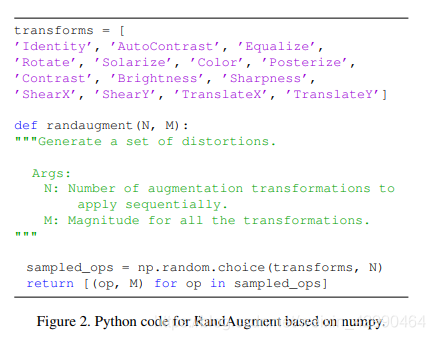 transforms = [
’Identity’, ’AutoContrast’, ’Equalize’,
’Rotate’, ’Solarize’, ’Color’, ’Posterize’,
’Contrast’, ’Brightness’, ’Sharpness’,
’ShearX’, ’ShearY’, ’TranslateX’, ’TranslateY’]
def randaugment(N, M):
"""Generate a set of distortions.
Args:
N: Number of augmentation transformations to
apply sequentially.
M: Magnitude for all the transformations.
"""
sampled_ops = np.random.choice(transforms, N)
return [(op, M) for op in sampled_ops]
Figure 2. Python code for RandAugment based on numpy.